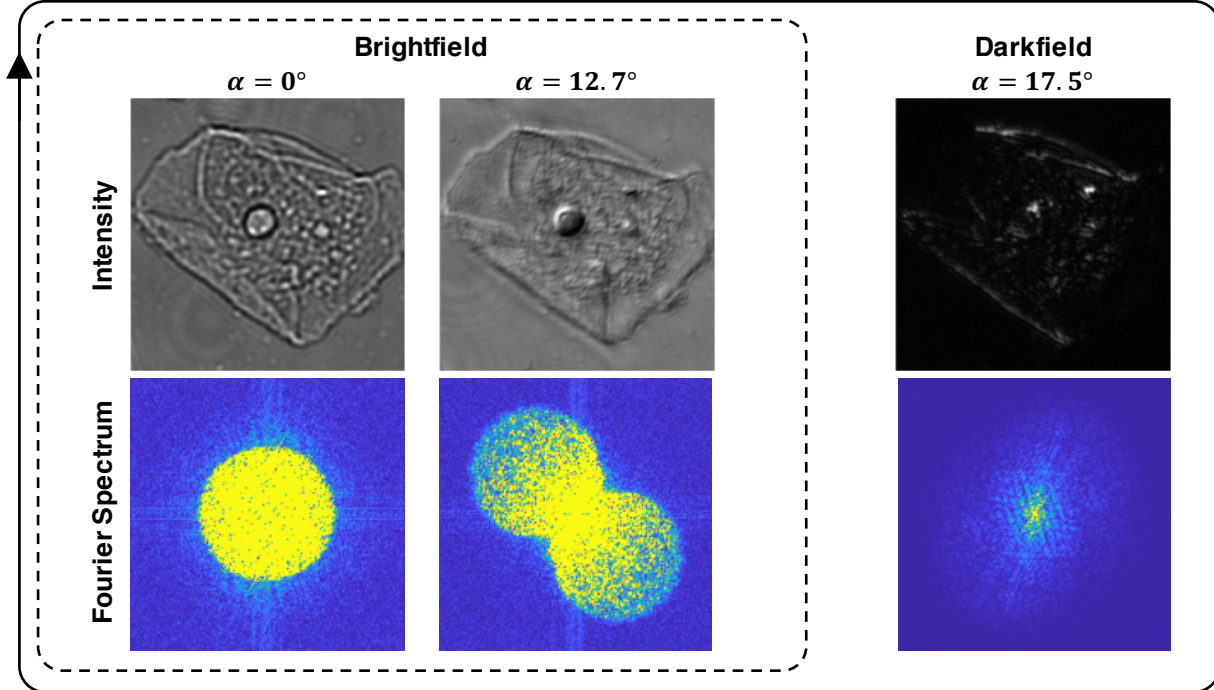 Brightfield
Darkfield
α = 0°
α = 12.7°
α = 17.5°
Intensity
Fourier Spectrum